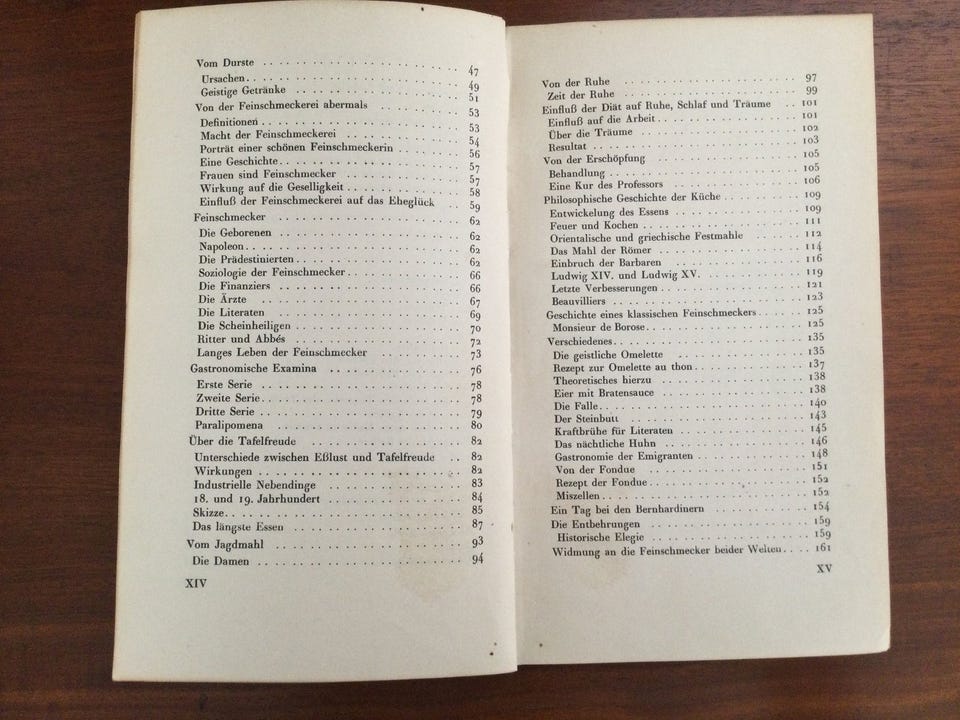 Vom Durste . . . . . . . . . . . . . . . . . . . . 47
Ursachen . . . . . . . . . . . . . . . . . . . . 49
Geistige Getränke . . . . . . . . . . . . . . . . 51
Von der Feinschmeckerei abermals . . . . . . . . 53
Definitionen . . . . . . . . . . . . . . . . . . 53
Macht der Feinschmeckerei . . . . . . . . . . . . 54
Porträt einer schönen Feinschmeckerin . . . . . . 56
Eine Geschichte . . . . . . . . . . . . . . . . . 57
Frauen sind Feinschmecker . . . . . . . . . . . . 57
Wirkung auf die Geselligkeit . . . . . . . . . . 58
Einfluß der Feinschmeckerei auf das Eheglück . . 59
Feinschmecker . . . . . . . . . . . . . . . . . . 62
Die Geborenen . . . . . . . . . . . . . . . . . . 62
Napoleon . . . . . . . . . . . . . . . . . . . . 62
Die Prädestinierten . . . . . . . . . . . . . . . 62
Soziologie der Feinschmecker . . . . . . . . . . 66
Die Finanziers . . . . . . . . . . . . . . . . . 66
Die Ärzte . . . . . . . . . . . . . . . . . . . . 67
Die Literaten . . . . . . . . . . . . . . . . . . 69
Die Scheinheiligen . . . . . . . . . . . . . . . 70
Ritter und Abbés . . . . . . . . . . . . . . . . 72
Langes Leben der Feinschmecker . . . . . . . . . 73
Gastronomische Examina . . . . . . . . . . . . . 76
Erste Serie . . . . . . . . . . . . . . . . . . . 78
Zweite Serie . . . . . . . . . . . . . . . . . . 78
Dritte Serie . . . . . . . . . . . . . . . . . . 79
Paralipomena . . . . . . . . . . . . . . . . . . 80
Über die Tafelfreude . . . . . . . . . . . . . . 82
Unterschiede zwischen Eßlust und Tafelfreude . . 82
Wirkungen . . . . . . . . . . . . . . . . . . . . 82
Industrielle Nebendinge . . . . . . . . . . . . . 83
18. und 19. Jahrhundert . . . . . . . . . . . . . 84
Skizze . . . . . . . . . . . . . . . . . . . . . 85
Das längste Essen . . . . . . . . . . . . . . . . 87
Vom Jagdmahl . . . . . . . . . . . . . . . . . . 93
Die Damen . . . . . . . . . . . . . . . . . . . . 94
XIV
Von der Ruhe . . . . . . . . . . . . . . . . . . 97
Zeit der Ruhe . . . . . . . . . . . . . . . . . . 99
Einfluß der Diät auf Ruhe, Schlaf und Träume . . 101
Einfluß auf die Arbeit . . . . . . . . . . . . . 101
Über die Träume . . . . . . . . . . . . . . . . . 102
Resultat . . . . . . . . . . . . . . . . . . . . 103
Von der Erschöpfung . . . . . . . . . . . . . . . 105
Behandlung . . . . . . . . . . . . . . . . . . . 105
Eine Kur des Professors . . . . . . . . . . . . . 106
Philosophische Geschichte der Küche . . . . . . . 109
Entwickelung des Essens . . . . . . . . . . . . . 109
Feuer und Kochen . . . . . . . . . . . . . . . . 111
Orientalische und griechische Festmahle . . . . . 112
Das Mahl der Römer . . . . . . . . . . . . . . . 114
Einbruch der Barbaren . . . . . . . . . . . . . . 116
Ludwig XIV. und Ludwig XV. . . . . . . . . . . . 119
Letzte Verbesserungen . . . . . . . . . . . . . . 121
Beauvilliers . . . . . . . . . . . . . . . . . . 123
Geschichte eines klassischen Feinschmeckers . . . 125
Monsieur de Borose . . . . . . . . . . . . . . . 125
Verschiedenes . . . . . . . . . . . . . . . . . . 135
Die geistliche Omelette . . . . . . . . . . . . . 135
Rezept zur Omelette au thon . . . . . . . . . . . 137
Theoretisches hierzu . . . . . . . . . . . . . . 138
Eier mit Bratensauce . . . . . . . . . . . . . . 138
Die Falle . . . . . . . . . . . . . . . . . . . . 140
Der Steinbutt . . . . . . . . . . . . . . . . . . 143
Kraftbrühe für Literaten . . . . . . . . . . . . 145
Das nächtliche Huhn . . . . . . . . . . . . . . . 146
Gastronomie der Emigranten . . . . . . . . . . . 148
Von der Fondue . . . . . . . . . . . . . . . . . 151
Rezept der Fondue . . . . . . . . . . . . . . . . 152
Miszellen . . . . . . . . . . . . . . . . . . . . 152
Ein Tag bei den Bernhardinern . . . . . . . . . . 154
Die Entbehrungen . . . . . . . . . . . . . . . . 159
Historische Elegie . . . . . . . . . . . . . . . 159
Widmung an die Feinschmecker beider Welten . . . . 161
XV